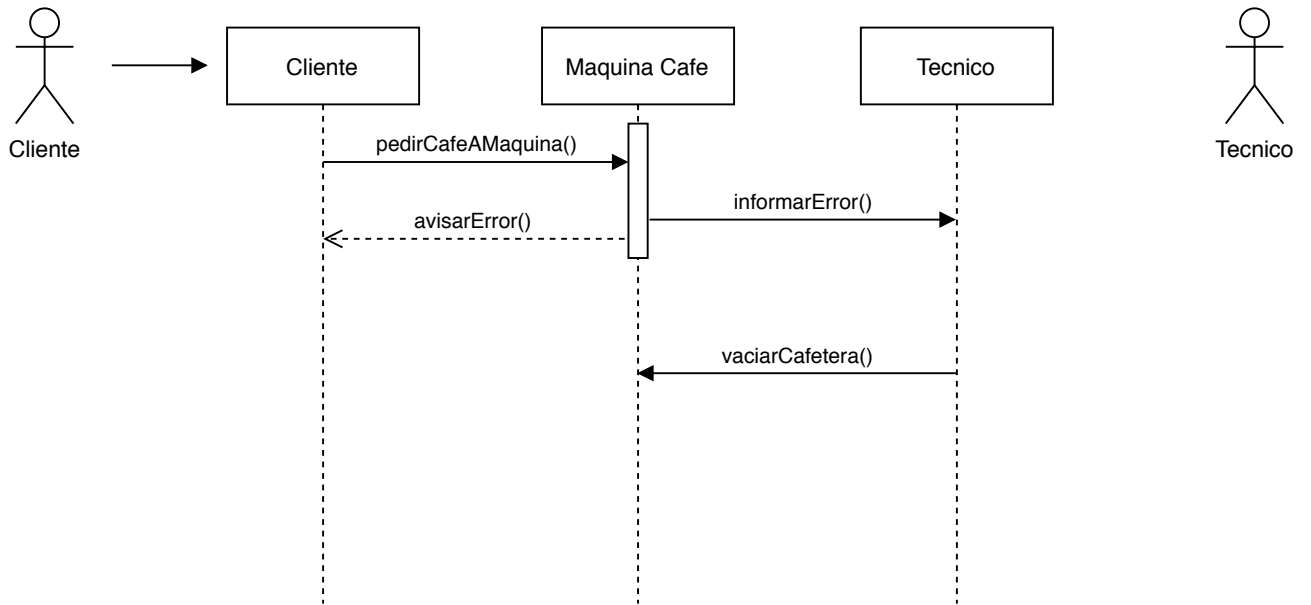 Cliente
Maquina Cafe
Tecnico
Cliente
Tecnico
pedirCafeAMaquina()
informarError()
avisarError()
vaciarCafetera()